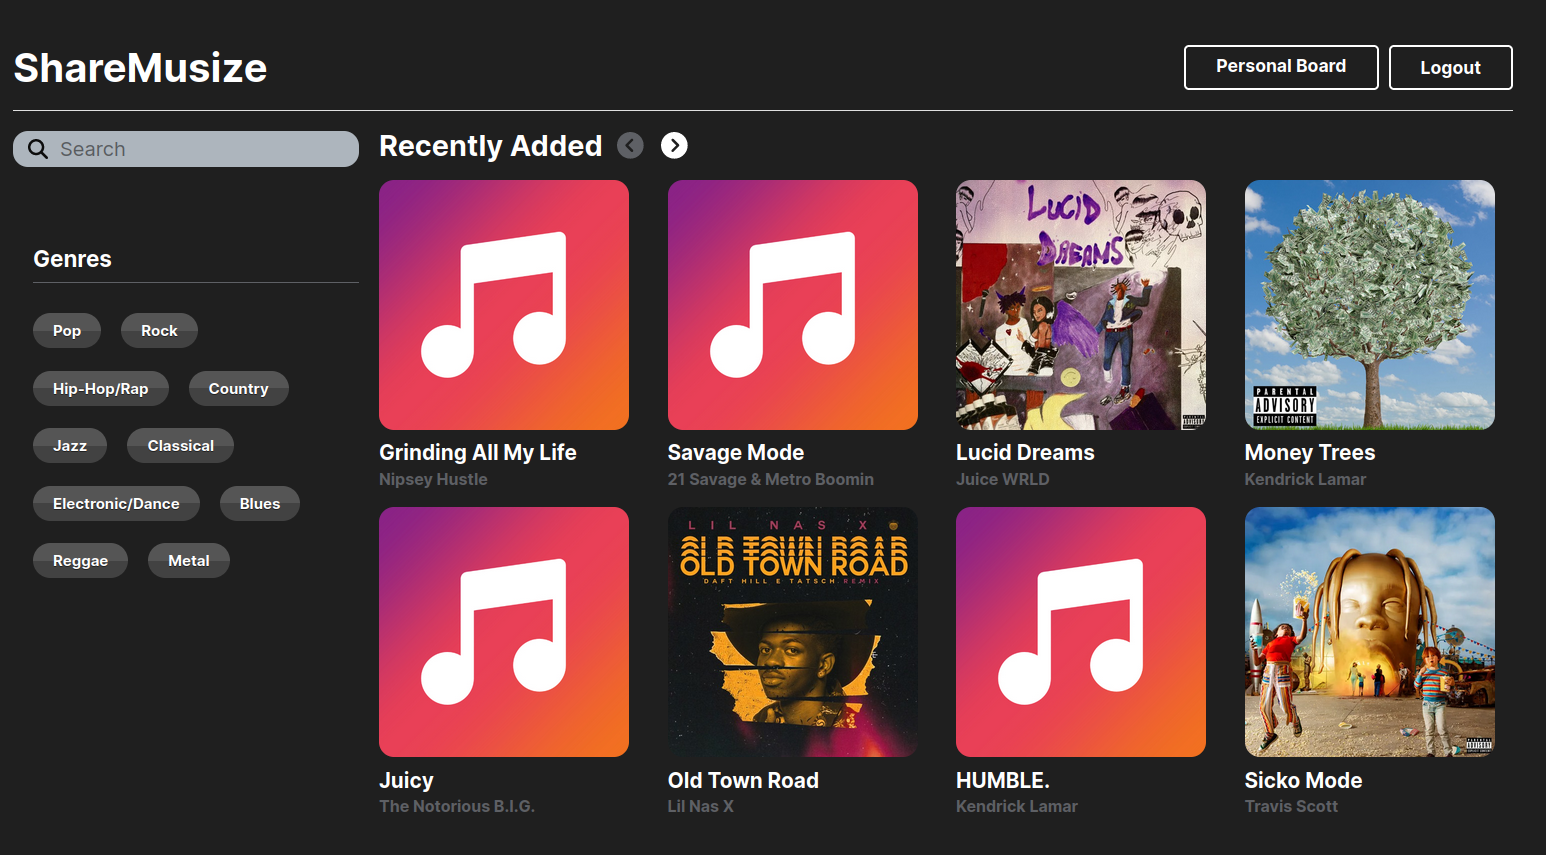 ShareMusize
Personal Board
Logout
Search
Recently Added
Genres
Pop
Rock
Hip-Hop/Rap
Country
Jazz
Classical
Electronic/Dance
Blues
Reggae
Metal
LUCID
DREAMS
PARENTAL
ADVISORY
EXPLICIT CONTENT
Grinding All My Life
Savage Mode
Lucid Dreams
Money Trees
Nipsey Hustle
21 Savage & Metro Boomin
Juice WRLD
Kendrick Lamar
LIL NAS X
OLD TOWN ROAD
OLD TOWN ROAD
DAFT HILL E TATSCH REMIX
Juicy
Old Town Road
HUMBLE.
Sicko Mode
The Notorious B.I.G.
Lil Nas X
Kendrick Lamar
Travis Scott